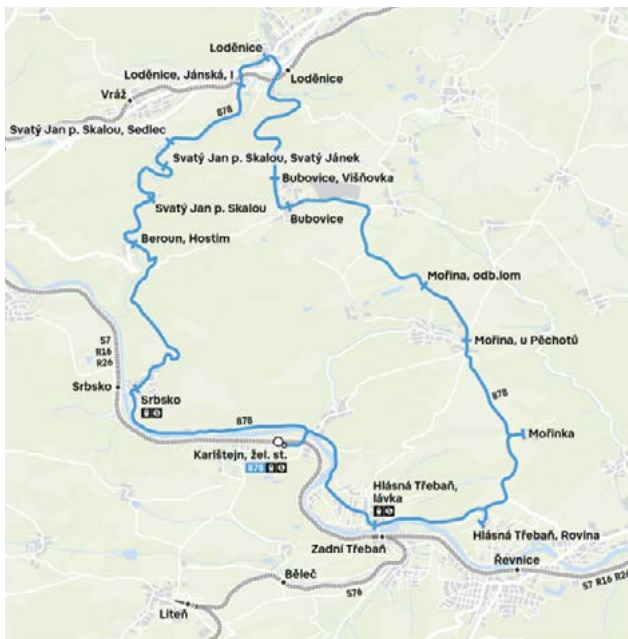 Loděnice
Loděnice, Jánská, I
Loděnice
Vráž
878
Svatý Jan p. Skalou, Sedlec
Svatý Jan p. Skalou, Svatý Jánek
Bubovice, Višňovka
Svatý Jan p. Skalou
Bubovice
Beroun, Hostim
Mořina, odb.lom
S7
R16
R26
Mořina, u Pěchotů
Srbsko
Srbsko
878
878
Mořinka
Karlštejn, žel. st.
878
Hlásná Třebaň,
lávka
Hlásná Třebaň, Rovina
Zadní Třebaň
Řevnice
Běleč
S76
S7 R16 R26
Liteň